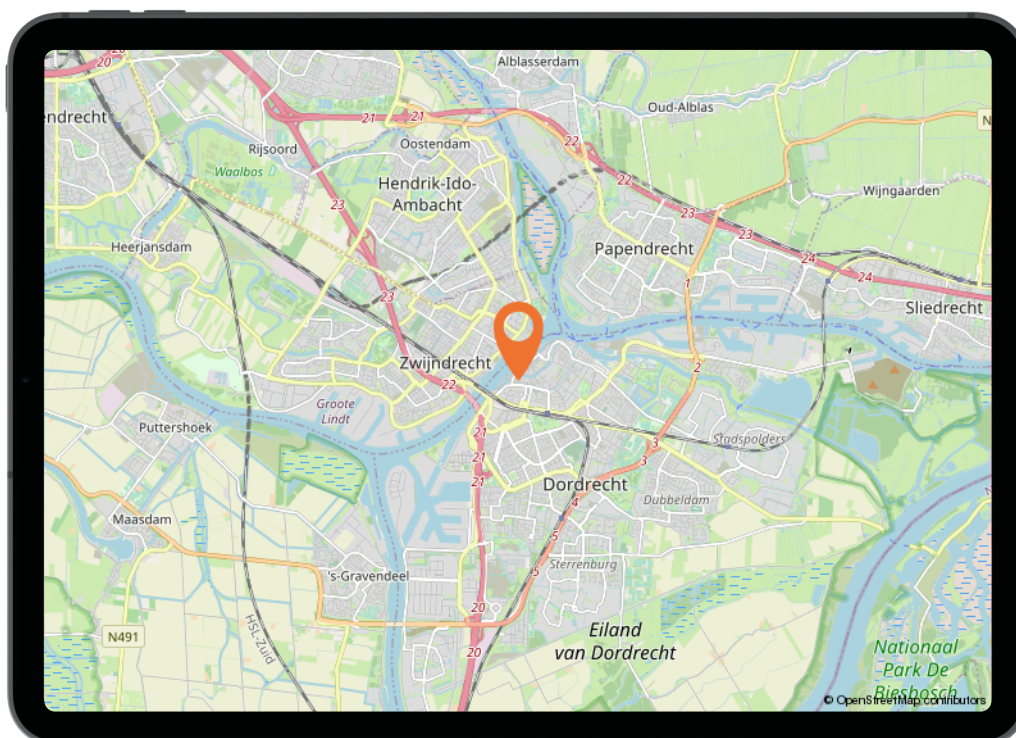 20
20
Alblasserdam
Oud-Alblas
N
endrecht
21
21
22
Rijsoord
Oostendam
Waalbos
22
Hendrik-Ido-
Ambacht
Wijngaarden
23
23
23
Papendrecht
Heerjansdam
24
24
1
23
Sliedrecht
Zwijndrecht
2
22
Groote
Lindt
Puttershoek
21
3
Stadspolders
21
3
21
Dordrecht
Dubbeldam
4
Maasdam
5
Sterrenburg
5
's-Gravendeel
20
HSL-Zuid
N491
Eiland
van Dordrecht
20
Nationaal
Park De
Biesbosch
© OpenStreetMap contributors